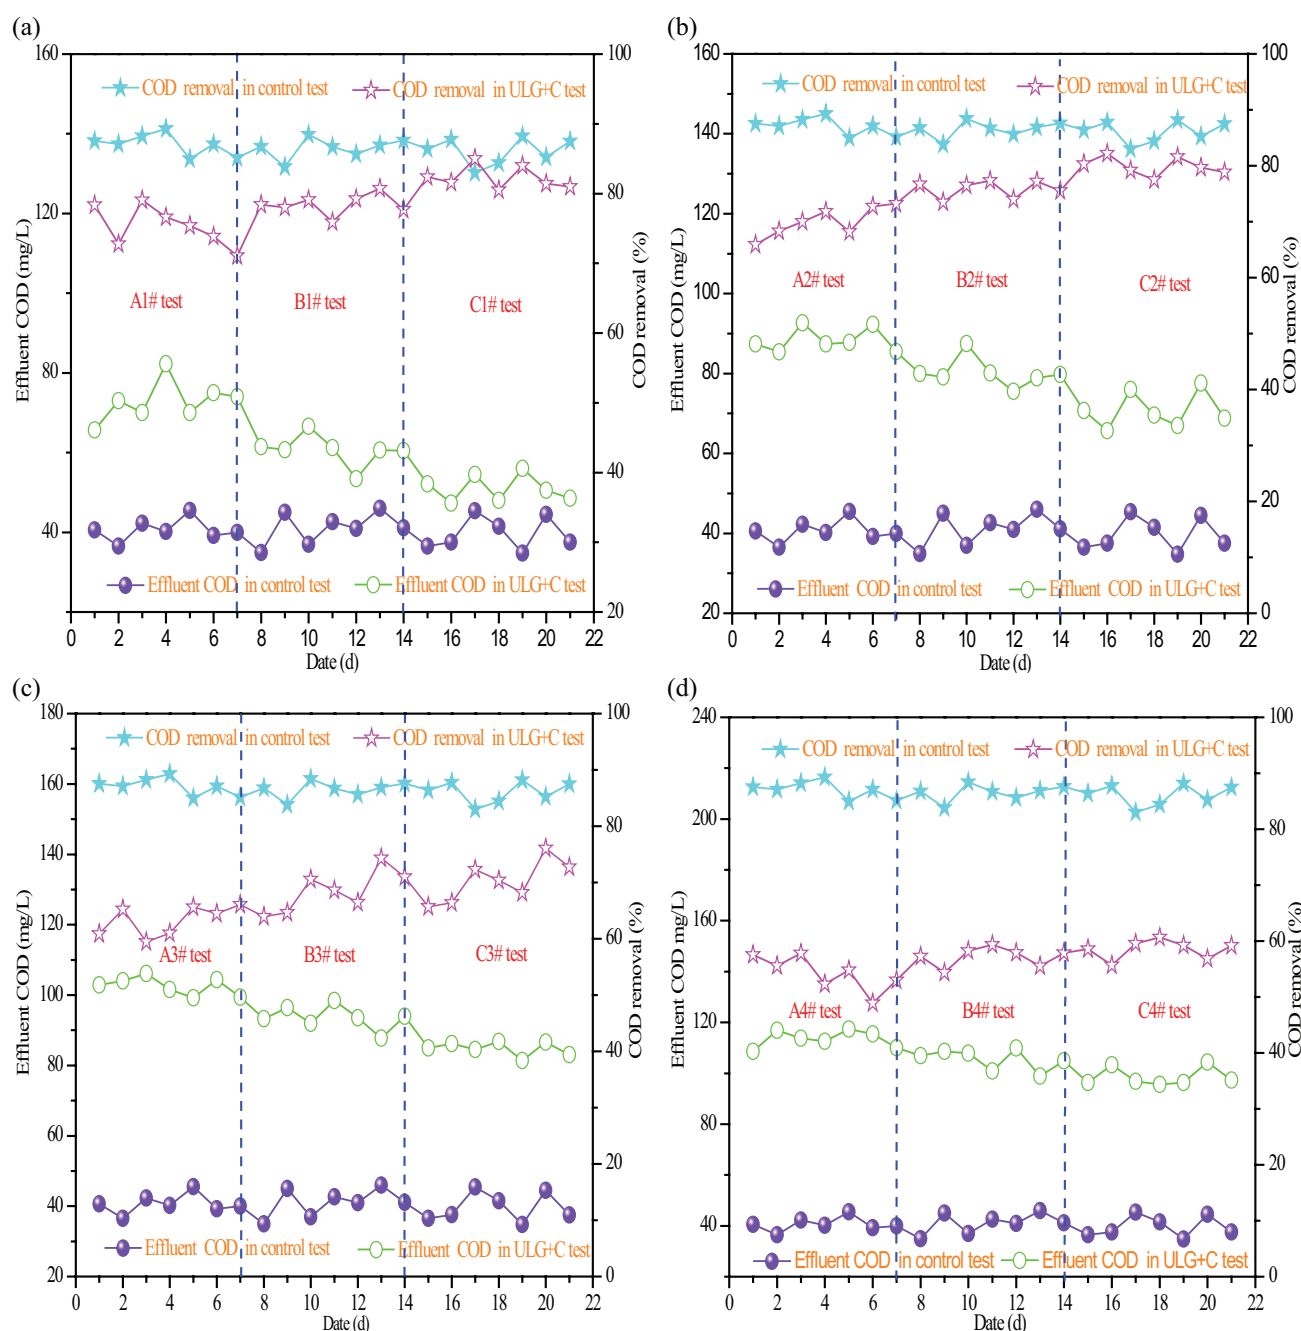 (a)
160
120
80
40
100
80
60
40
20
Effluent COD (mg/L)
COD removal (%)
COD removal in control test
COD removal in ULG+C test
A1# test
B1# test
C1# test
Effluent COD in control test
Effluent COD in ULG+C test
0 2 4 6 8 10 12 14 16 18 20 22
Date (d)
(b)
160
140
120
100
80
60
40
20
100
80
60
40
20
0
Effluent COD (mg/L)
COD removal (%)
COD removal in control test
COD removal in ULG+C test
A2# test
B2# test
C2# test
Effluent COD in control test
Effluent COD in ULG+C test
0 2 4 6 8 10 12 14 16 18 20 22
Date (d)
(c)
180
160
140
120
100
80
60
40
20
100
80
60
40
20
0
Effluent COD (mg/L)
COD removal (%)
COD removal in control test
COD removal in ULG+C test
A3# test
B3# test
C3# test
Effluent COD in control test
Effluent COD in ULG+C test
0 2 4 6 8 10 12 14 16 18 20 22
Date (d)
(d)
240
200
160
120
80
40
100
80
60
40
20
0
Effluent COD mg/L)
COD removal (%)
COD removal in control test
COD removal in ULG+C test
A4# test
B4# test
C4# test
Effluent COD in control test
Effluent COD in ULG+C test
0 2 4 6 8 10 12 14 16 18 20 22
Date (d)